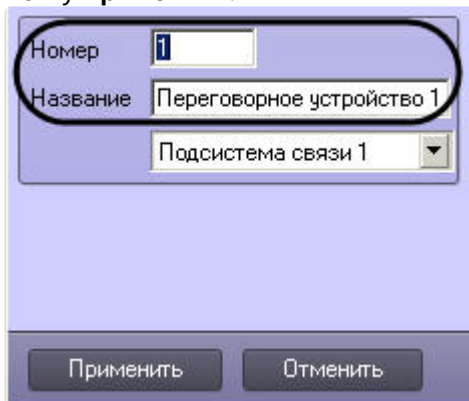 Номер 1
Название Переговорное устройство 1
Подсистема связи 1
Применить Отменить